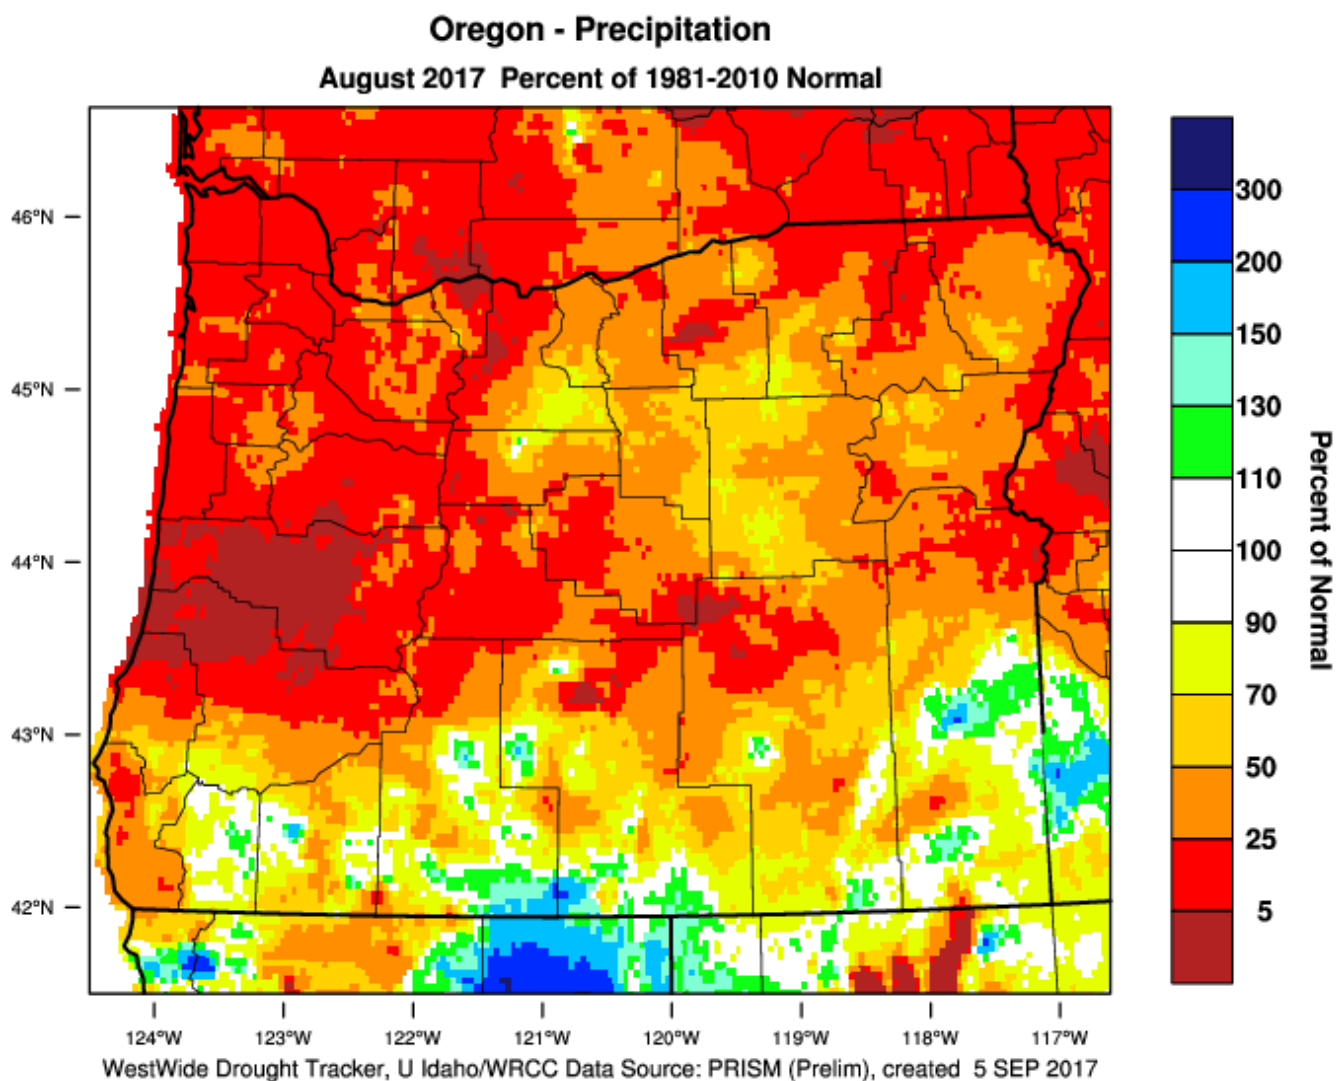 Oregon - Precipitation
August 2017 Percent of 1981-2010 Normal
46°N
45°N
44°N
43°N
42°N
124°W 123°W 122°W 121°W 120°W 119°W 118°W 117°W
300
200
150
130
110
100
90
70
50
25
5
Percent of Normal
WestWide Drought Tracker, U Idaho/WRCC Data Source: PRISM (Prelim), created 5 SEP 2017